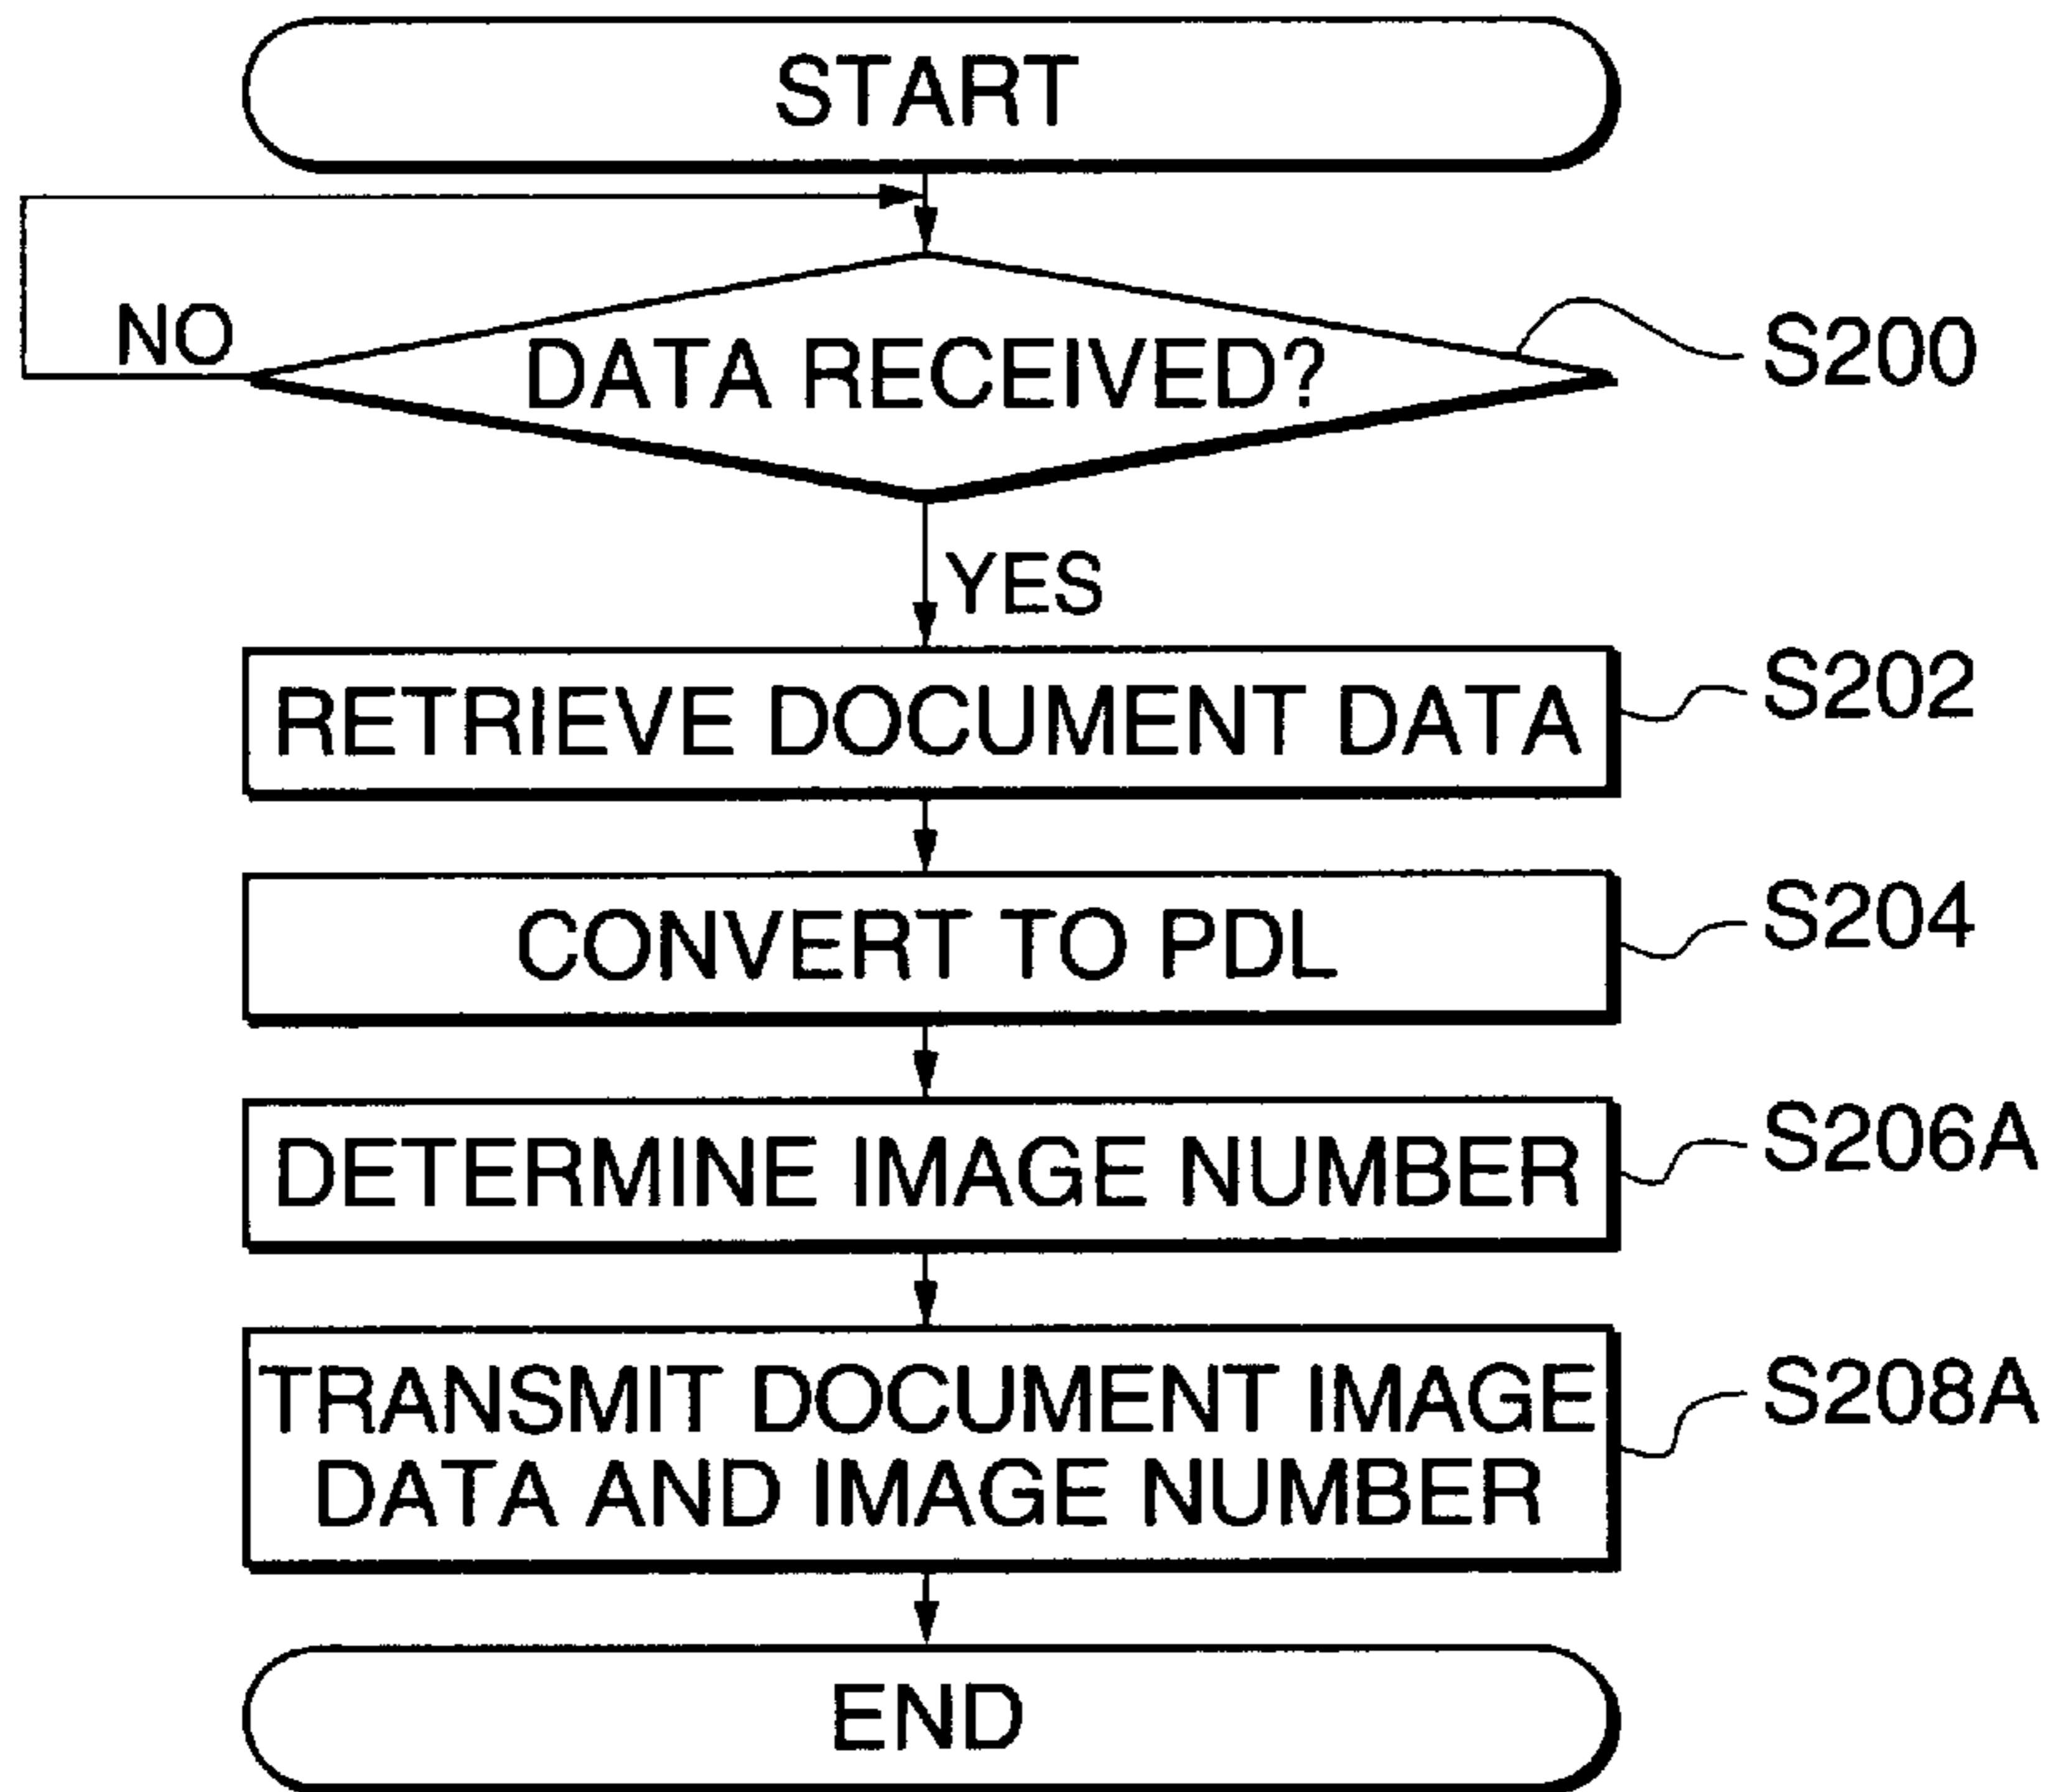 START
NO
DATA RECEIVED?
S200
YES
RETRIEVE DOCUMENT DATA
S202
CONVERT TO PDL
S204
DETERMINE IMAGE NUMBER
S206A
TRANSMIT DOCUMENT IMAGE
DATA AND IMAGE NUMBER
S208A
END